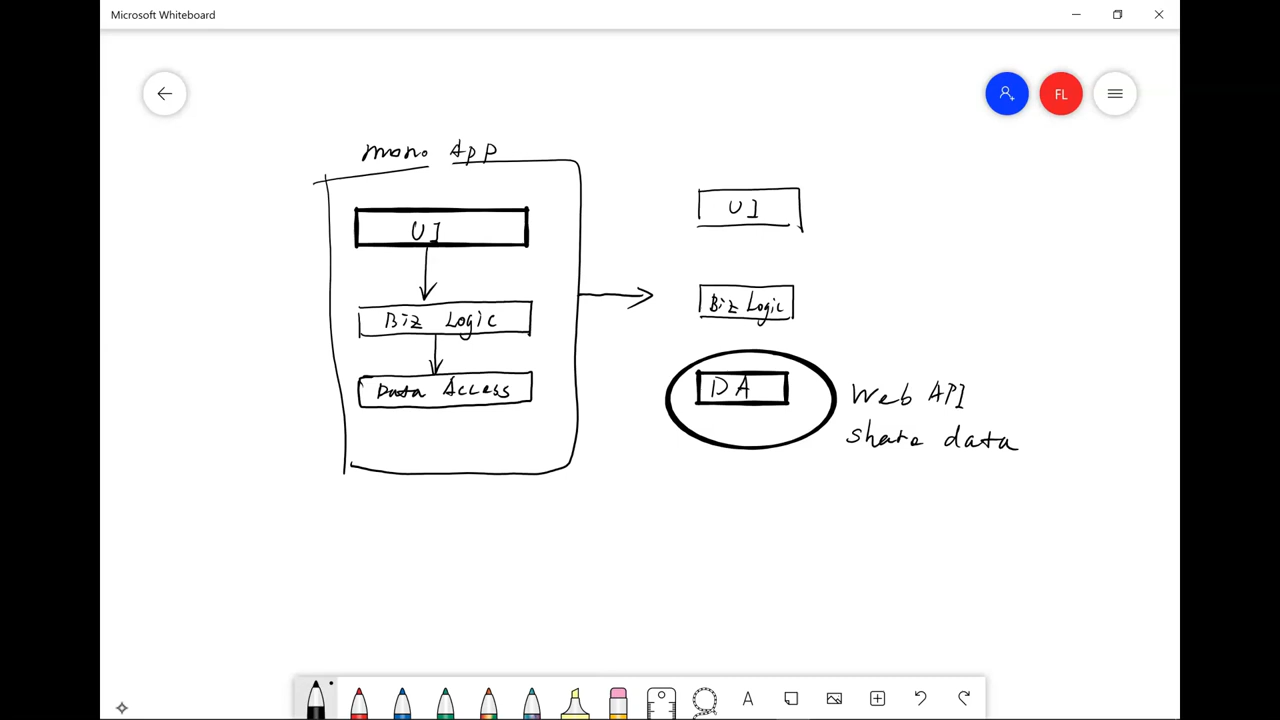 Microsoft Whiteboard
FL
mono App
UI
Biz Logic
Data Access
UI
Biz Logic
DA
Web API
share data
A